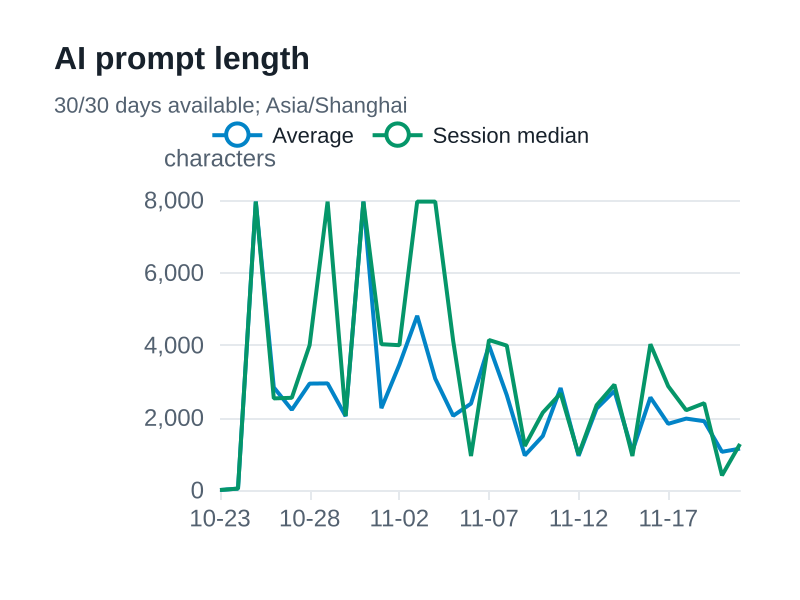 AI prompt length
30/30 days available; Asia/Shanghai
Average Session median
characters
8,000
6,000
4,000
2,000
0
10-23 10-28 11-02 11-07 11-12 11-17